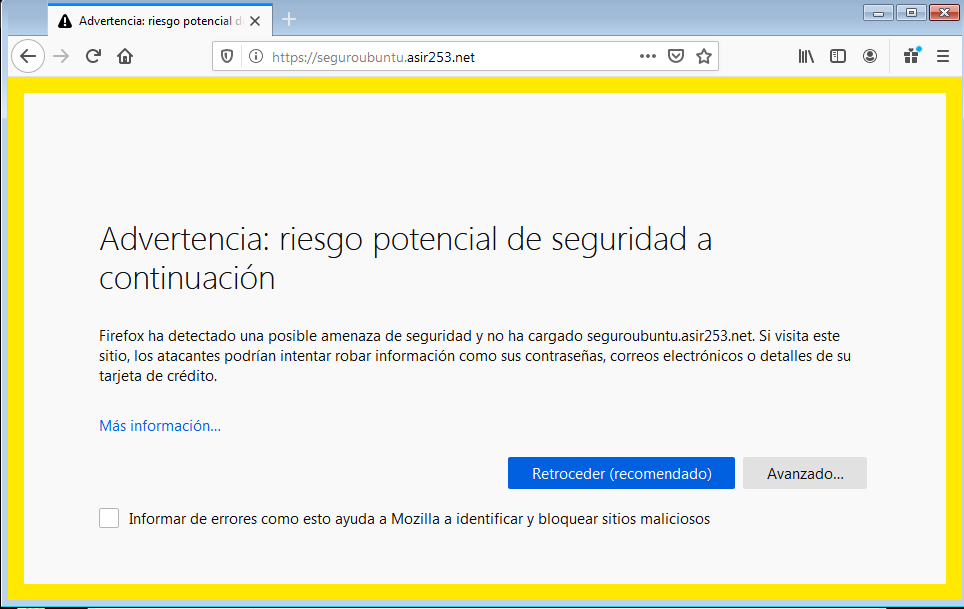 Advertencia: riesgo potencial d
https://seguroubuntu.asir253.net
Advertencia: riesgo potencial de seguridad a
continuación
Firefox ha detectado una posible amenaza de seguridad y no ha cargado seguroubuntu.asir253.net. Si visita este
sitio, los atacantes podrían intentar robar información como sus contraseñas, correos electrónicos o detalles de su
tarjeta de crédito.
Más información...
Retroceder (recomendado)
Avanzado...
Informar de errores como esto ayuda a Mozilla a identificar y bloquear sitios maliciosos